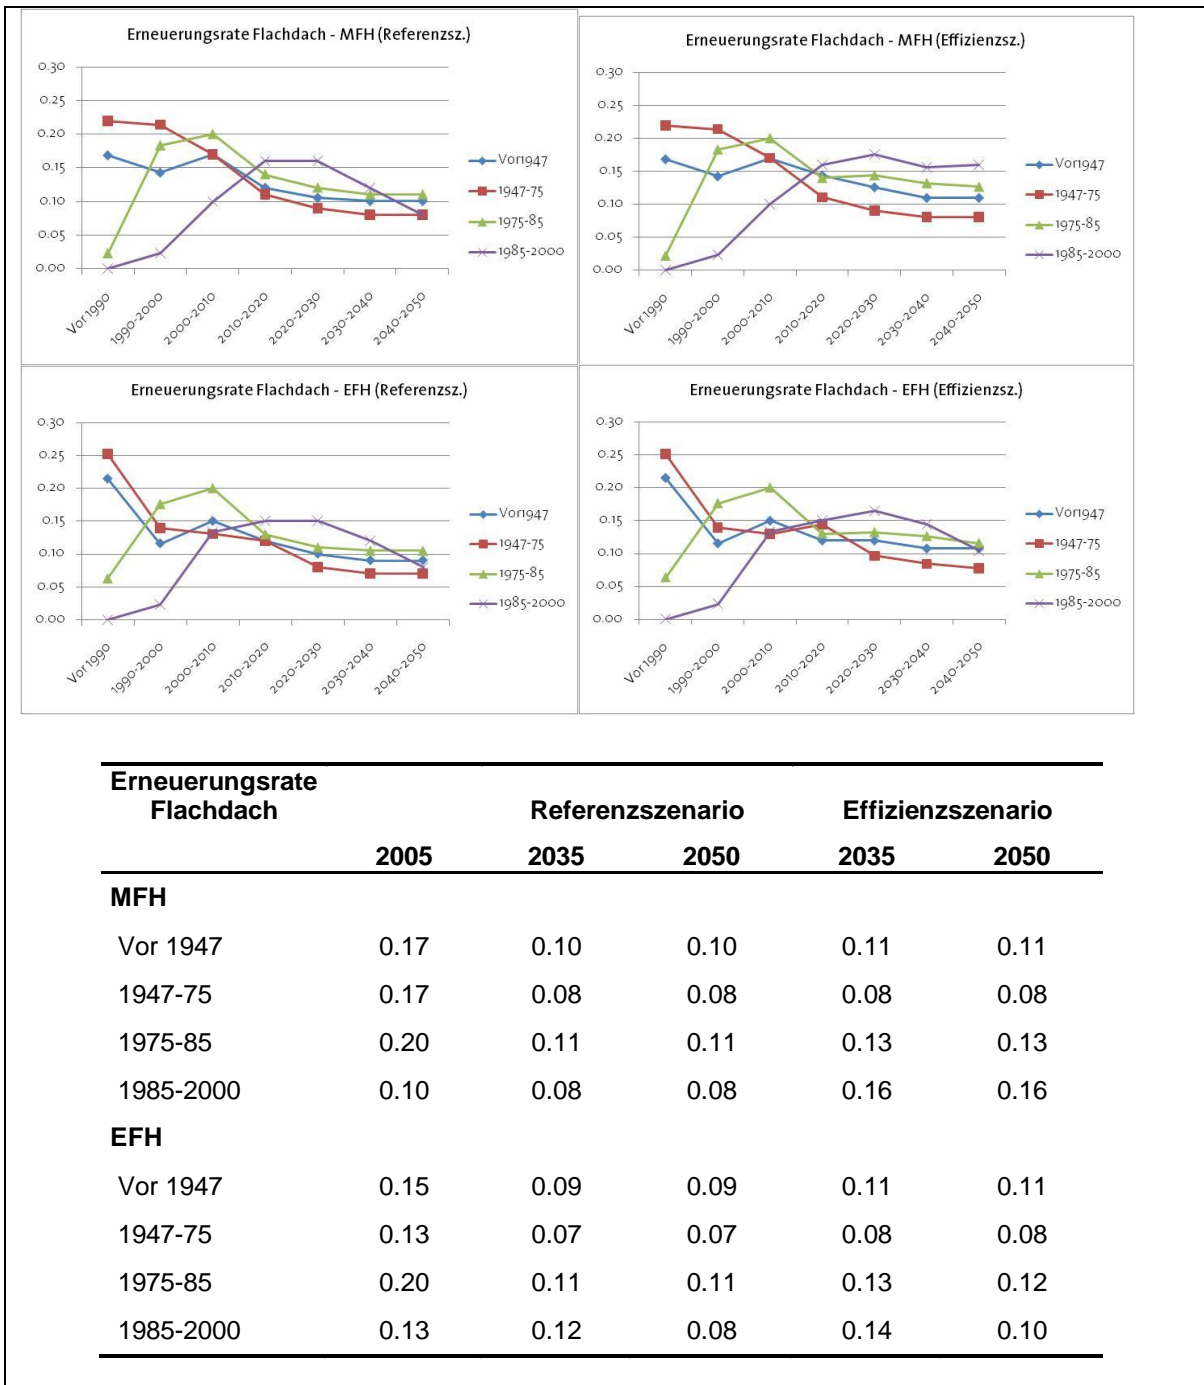 Erneuerungsrate Flachdach - MFH (Referenzsz.)
0.30
0.25
0.20
0.15
0.10
0.05
0.00
Vor 1990
1990-2000
2000-2010
2010-2020
2020-2030
2030-2040
2040-2050
Vor1947
1947-75
1975-85
1985-2000
Erneuerungsrate Flachdach - MFH (Effizienzsz.)
0.30
0.25
0.20
0.15
0.10
0.05
0.00
Vor 1990
1990-2000
2000-2010
2010-2020
2020-2030
2030-2040
2040-2050
Vor1947
1947-75
1975-85
1985-2000
Erneuerungsrate Flachdach - EFH (Referenzsz.)
0.30
0.25
0.20
0.15
0.10
0.05
0.00
Vor 1990
1990-2000
2000-2010
2010-2020
2020-2030
2030-2040
2040-2050
Vor1947
1947-75
1975-85
1985-2000
Erneuerungsrate Flachdach - EFH (Effizienzsz.)
0.30
0.25
0.20
0.15
0.10
0.05
0.00
Vor 1990
1990-2000
2000-2010
2010-2020
2020-2030
2030-2040
2040-2050
Vor1947
1947-75
1975-85
1985-2000
Erneuerungsrate
Flachdach Referenzszenario Effizienzszenario
2005 2035 2050 2035 2050
MFH
Vor 1947 0.17 0.10 0.10 0.11 0.11
1947-75 0.17 0.08 0.08 0.08 0.08
1975-85 0.20 0.11 0.11 0.13 0.13
1985-2000 0.10 0.08 0.08 0.16 0.16
EFH
Vor 1947 0.15 0.09 0.09 0.11 0.11
1947-75 0.13 0.07 0.07 0.08 0.08
1975-85 0.20 0.11 0.11 0.13 0.12
1985-2000 0.13 0.12 0.08 0.14 0.10